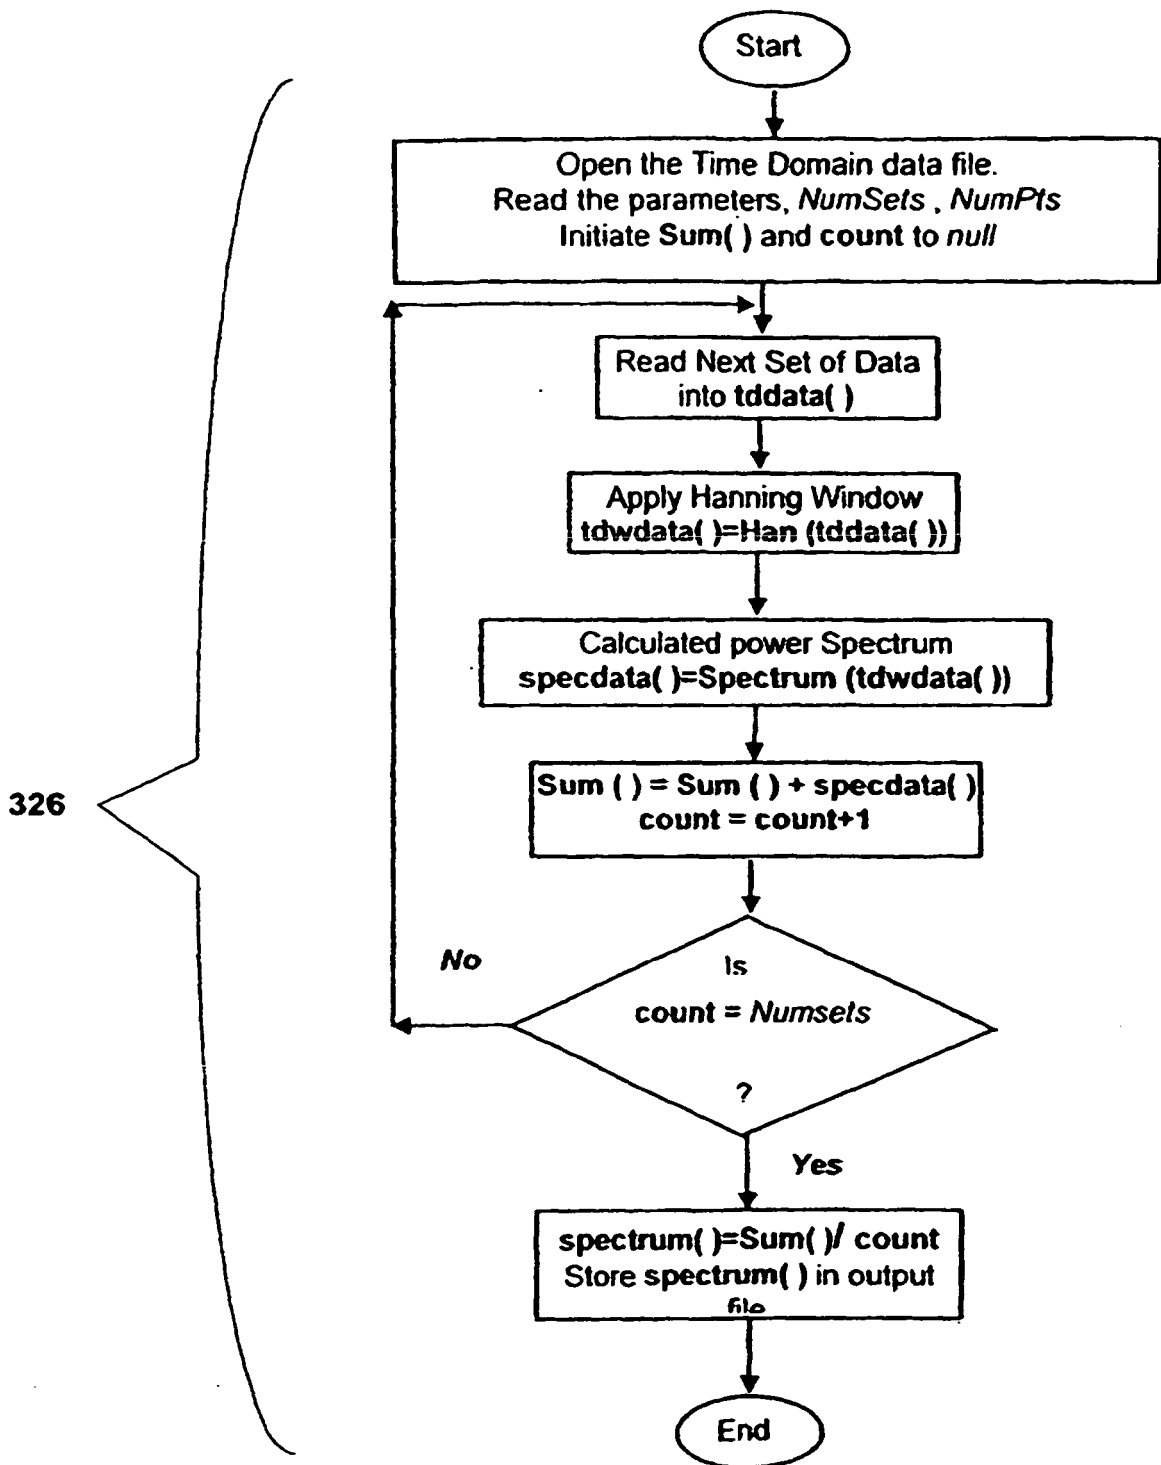 Start
Open the Time Domain data file.
Read the parameters, NumSets , NumPts
Initiate Sum( ) and count to null
Read Next Set of Data
into tddata( )
Apply Hanning Window
tdwdata( )=Han (tddata( ))
Calculated power Spectrum
specdata( )=Spectrum (tdwdata( ))
Sum ( ) = Sum ( ) + specdata( )
count = count+1
326
No
Is
count = Numsets
?
Yes
spectrum( )=Sum( )/ count
Store spectrum( ) in output
file
End